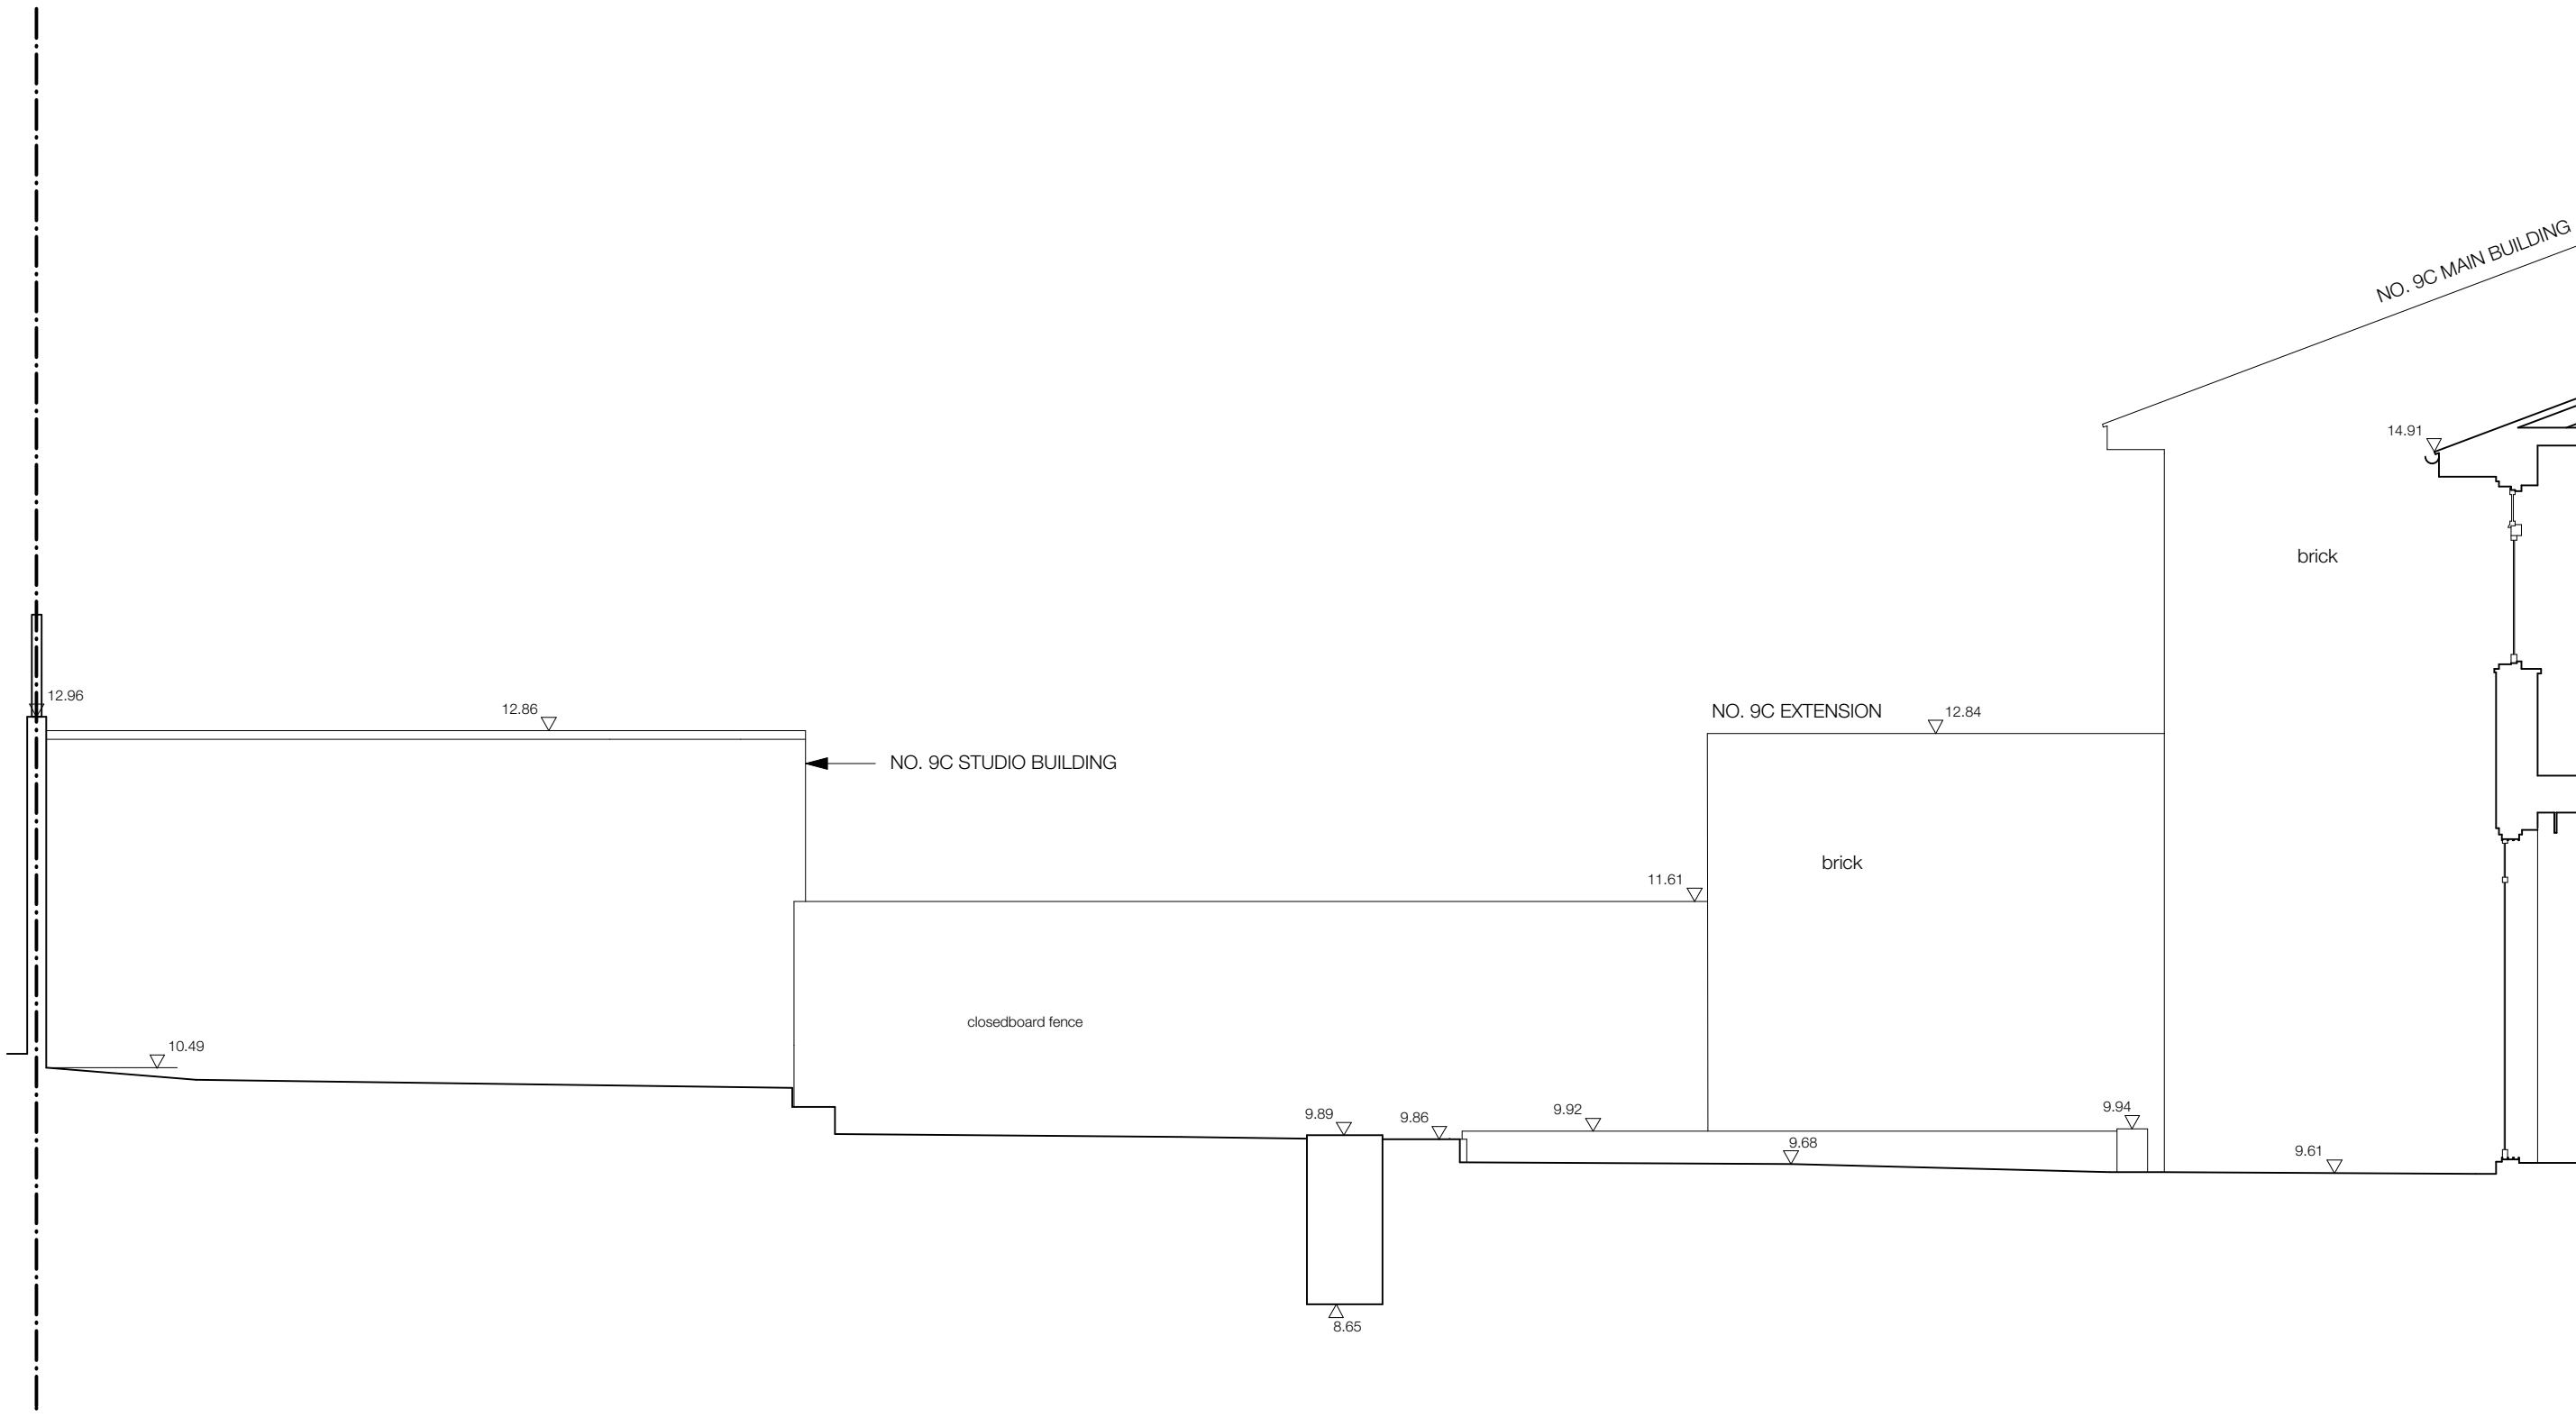 NO. 9C MAIN BUILDING
14.91
brick
12.96
12.86
NO. 9C EXTENSION
12.84
NO. 9C STUDIO BUILDING
brick
11.61
closedboard fence
10.49
9.89
9.86
9.92
9.94
9.68
9.61
8.65